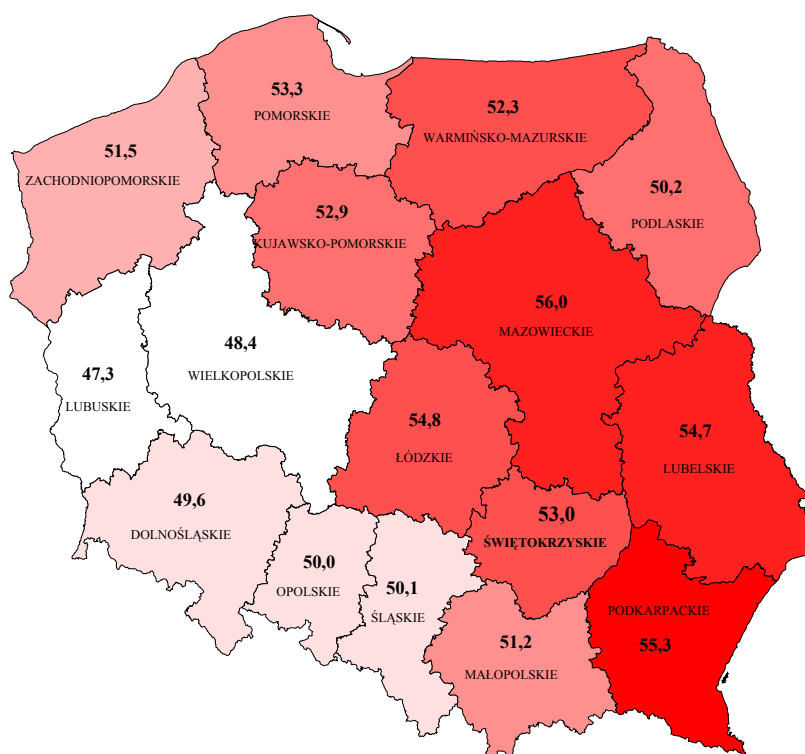 53,3
POMORSKIE
52,3
WARMIŃSKO-MAZURSKIE
51,5
ZACHODNIOPOMORSKIE
50,2
PODLASKIE
52,9
KUJAWSKO-POMORSKIE
56,0
MAZOWIECKIE
48,4
WIELKOPOLSKIE
47,3
LUBUSKIE
54,8
ŁÓDZKIE
54,7
LUBELSKIE
49,6
DOLNOŚLĄSKIE
53,0
ŚWIĘTOKRZYSKIE
50,0
OPOLSKIE
50,1
ŚLĄSKIE
51,2
MAŁOPOLSKIE
PODKARPACKIE
55,3